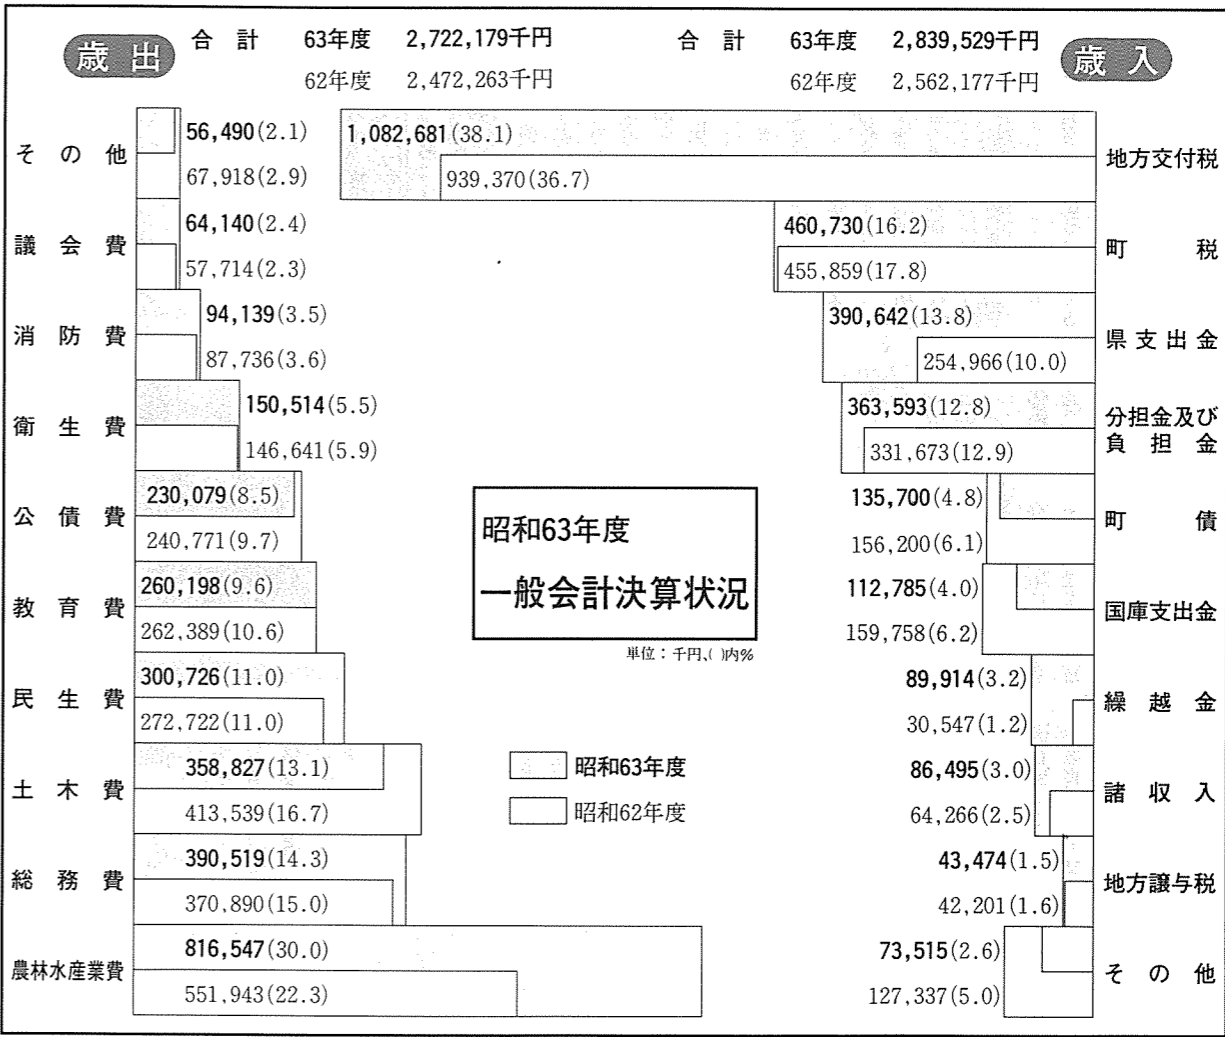 歳出 合計 63年度 2,722,179千円
62年度 2,472,263千円
合計 63年度 2,839,529千円 歳入
62年度 2,562,177千円
その他 56,490(2.1)
67,918(2.9)
議会費 64,140(2.4)
57,714(2.3)
消防費 94,139(3.5)
87,736(3.6)
衛生費 150,514(5.5)
146,641(5.9)
公債費 230,079(8.5)
240,771(9.7)
教育費 260,198(9.6)
262,389(10.6)
民生費 300,726(11.0)
272,722(11.0)
土木費 358,827(13.1)
413,539(16.7)
総務費 390,519(14.3)
370,890(15.0)
農林水産業費 816,547(30.0)
551,943(22.3)
昭和63年度
一般会計決算状況
単位：千円、( )内%
昭和63年度
昭和62年度
1,082,681(38.1) 地方交付税
939,370(36.7)
460,730(16.2) 町税
455,859(17.8)
390,642(13.8) 県支出金
254,966(10.0)
363,593(12.8) 分担金及び
331,673(12.9) 負担金
135,700(4.8) 町債
156,200(6.1)
112,785(4.0) 国庫支出金
159,758(6.2)
89,914(3.2) 繰越金
30,547(1.2)
86,495(3.0) 諸収入
64,266(2.5)
43,474(1.5) 地方譲与税
42,201(1.6)
73,515(2.6) その他
127,337(5.0)